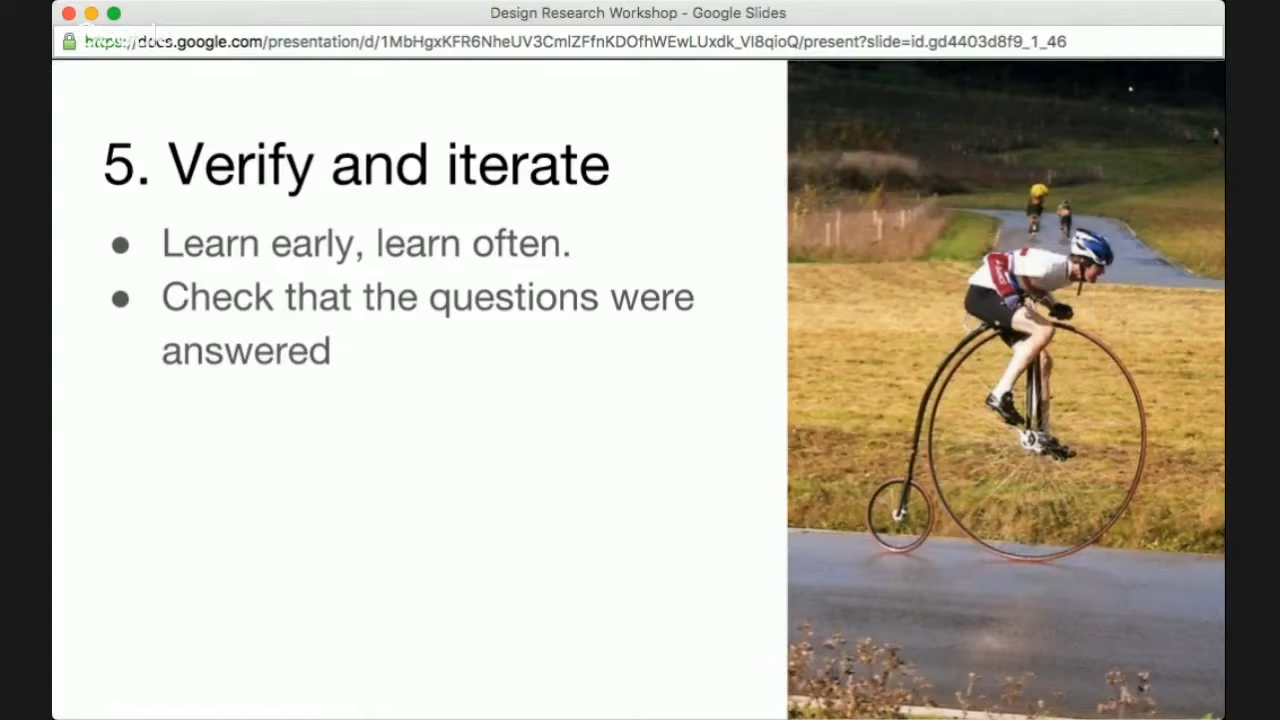 Design Research Workshop - Google Slides
https://docs.google.com/presentation/d/1MbHgxKFR6NheUV3CmlZFfnKDOfhWEwLUxdk_VI8qioQ/present?slide=id.gd4403d8f9_1_46
5. Verify and iterate
● Learn early, learn often.
● Check that the questions were
answered